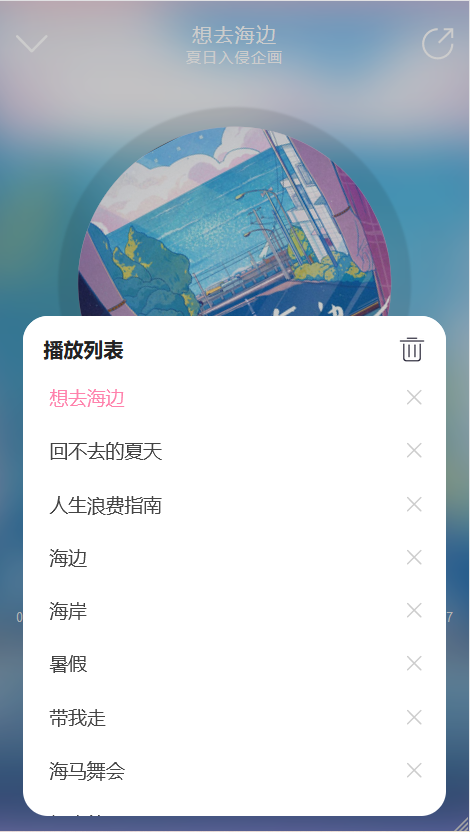 想去海边
夏日入侵企画
播放列表
想去海边
回不去的夏天
人生浪费指南
海边
海岸
暑假
带我走
海马舞会